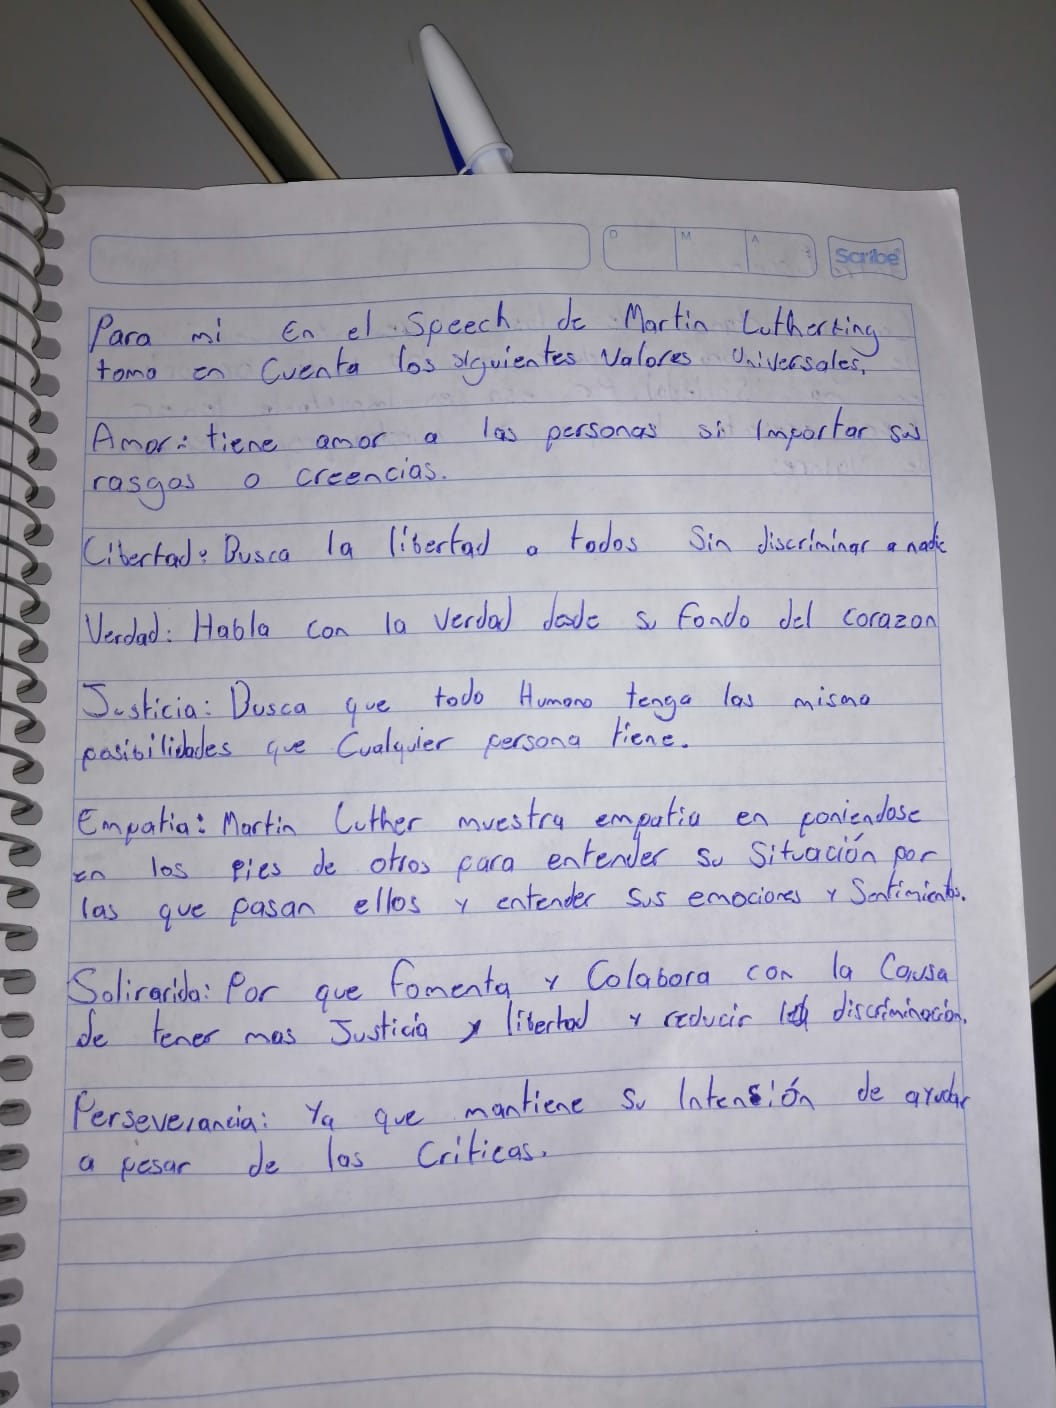 D M A Scribe
Para mi En el Speech de Martin Lutherking
tomo en Cuenta los siguientes Valores Universales,
Amor: tiene amor a las personas si Importar sus
rasgos o creencias.
Libertad: Busca la libertad a todos Sin discriminar a nadie
Verdad: Habla con la verdad desde su fondo del corazon
Justicia: Busca que todo Humano tenga las misma
posibilidades que Cualquier persona tiene.
Empatia: Martin Luther muestra empatia en poniéndose
en los pies de otros para entender su Situación por
las que pasan ellos y entender sus emociones y Sentimientos.
Solirarida: Por que fomenta y Colabora con la Causa
de tener mas Justicia y libertad y reducir la discriminación.
Perseverancia: Ya que mantiene su Intensión de ayudar
a pesar de las Criticas.